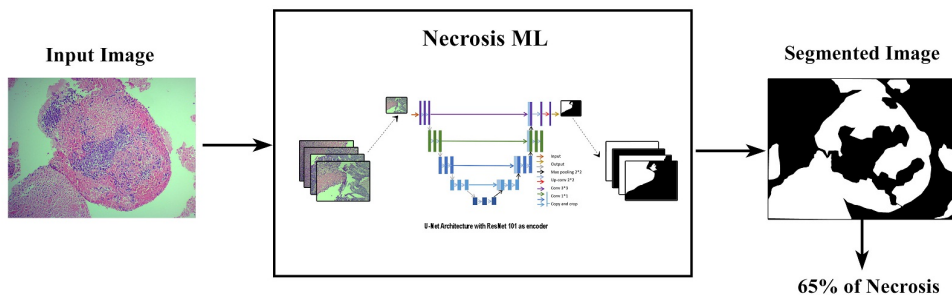 Necrosis ML
Input Image
Segmented Image
Input
Output
Max pooling 2*2
Up-conv 2*2
Conv 3*3
Conv 1*1
Copy and crop
U-Net Architecture with ResNet 101 as encoder
65% of Necrosis